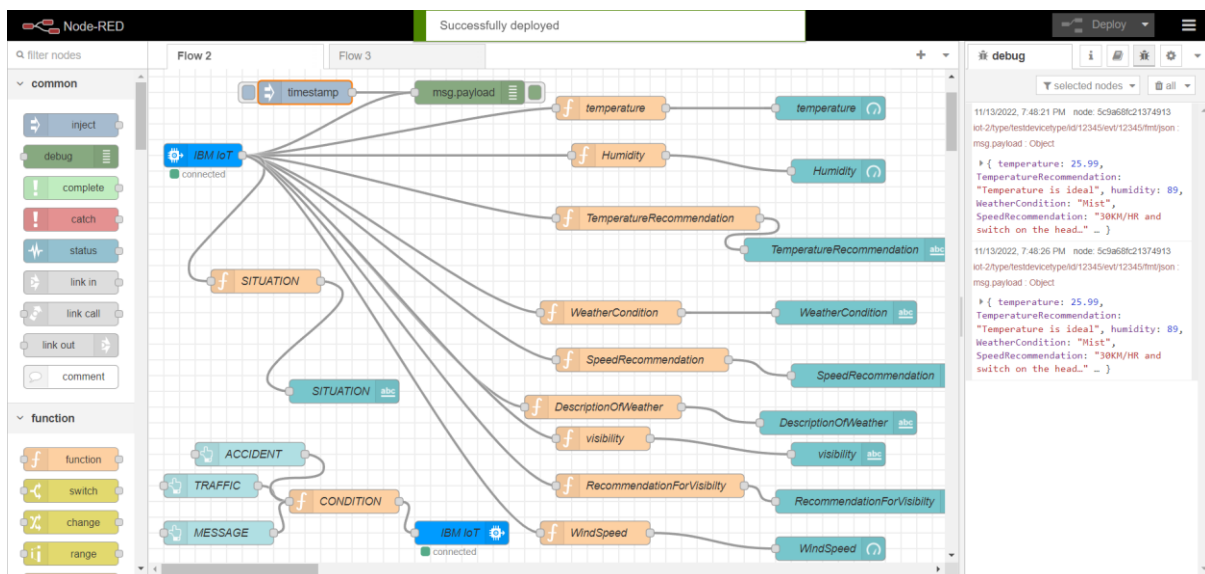 Node-RED
Successfully deployed
Deploy
filter nodes
Flow 2
Flow 3
debug
i
common
selected nodes
all
inject
debug
complete
catch
status
link in
link call
link out
comment
function
function
switch
change
range
timestamp
msg.payload
IBM IoT
connected
temperature
temperature
Humidity
Humidity
TemperatureRecommendation
TemperatureRecommendation abc
SITUATION
WeatherCondition
WeatherCondition abc
SpeedRecommendation
SpeedRecommendation
SITUATION abc
DescriptionOfWeather
DescriptionOfWeather abc
visibility
visibility abc
ACCIDENT
TRAFFIC
MESSAGE
CONDITION
IBM IoT
connected
RecommendationForVisibilty
RecommendationForVisibilty
WindSpeed
WindSpeed
11/13/2022, 7:48:21 PM node: 5c9a68fc21374913
iot-2/type/testdevicetype/id/12345/evt/12345/fmt/json :
msg.payload : Object
{ temperature: 25.99,
TemperatureRecommendation:
"Temperature is ideal", humidity: 89,
WeatherCondition: "Mist",
SpeedRecommendation: "30KM/HR and
switch on the head…" … }
11/13/2022, 7:48:26 PM node: 5c9a68fc21374913
iot-2/type/testdevicetype/id/12345/evt/12345/fmt/json :
msg.payload : Object
{ temperature: 25.99,
TemperatureRecommendation:
"Temperature is ideal", humidity: 89,
WeatherCondition: "Mist",
SpeedRecommendation: "30KM/HR and
switch on the head…" … }